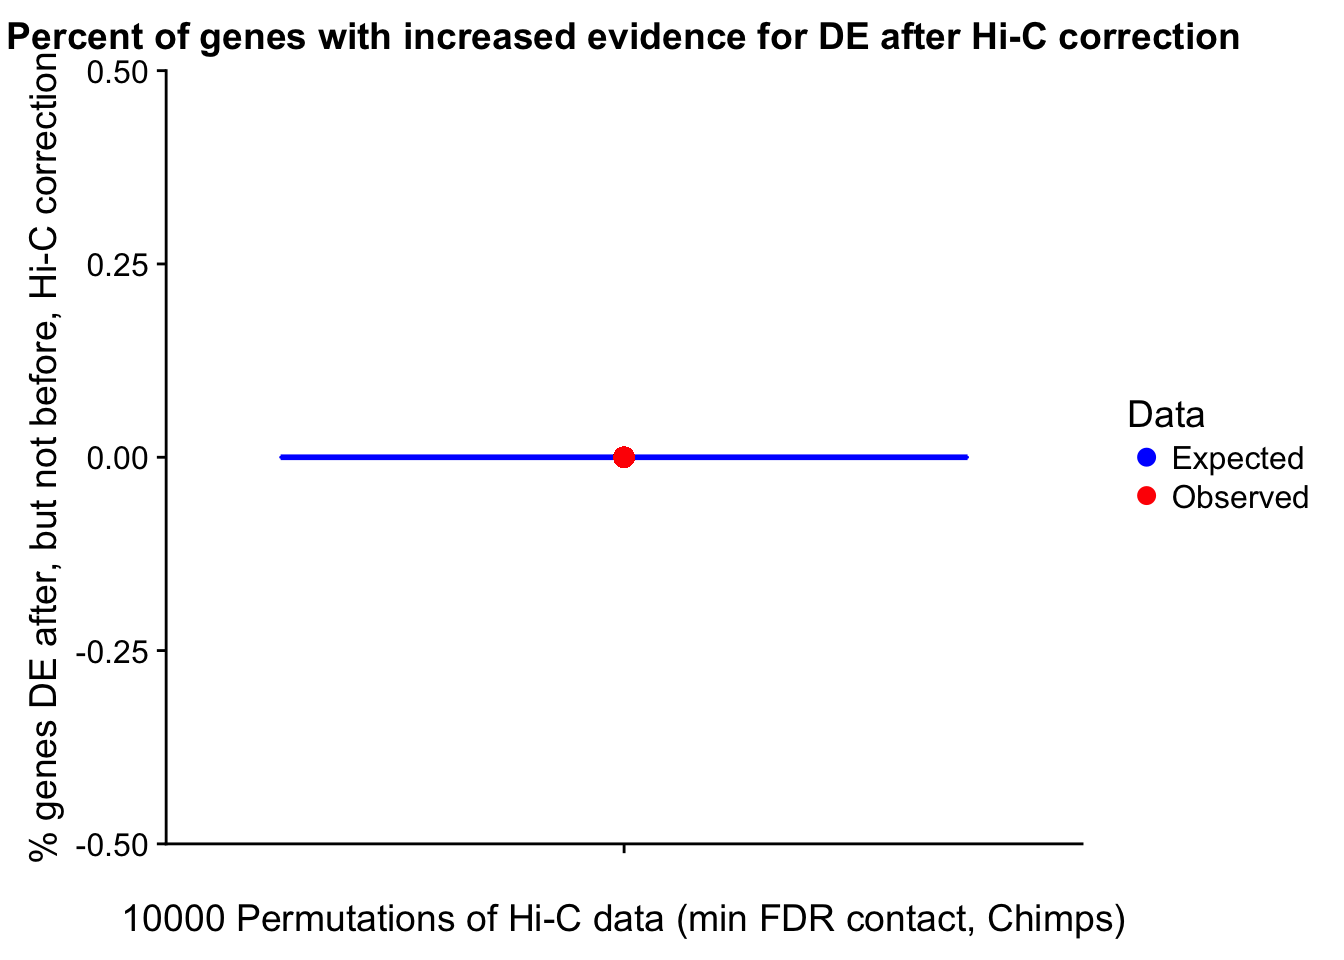 Percent of genes with increased evidence for DE after Hi-C correction
% genes DE after, but not before, Hi-C correction
0.50
0.25
0.00
-0.25
-0.50
10000 Permutations of Hi-C data (min FDR contact, Chimps)
Data
Expected
Observed